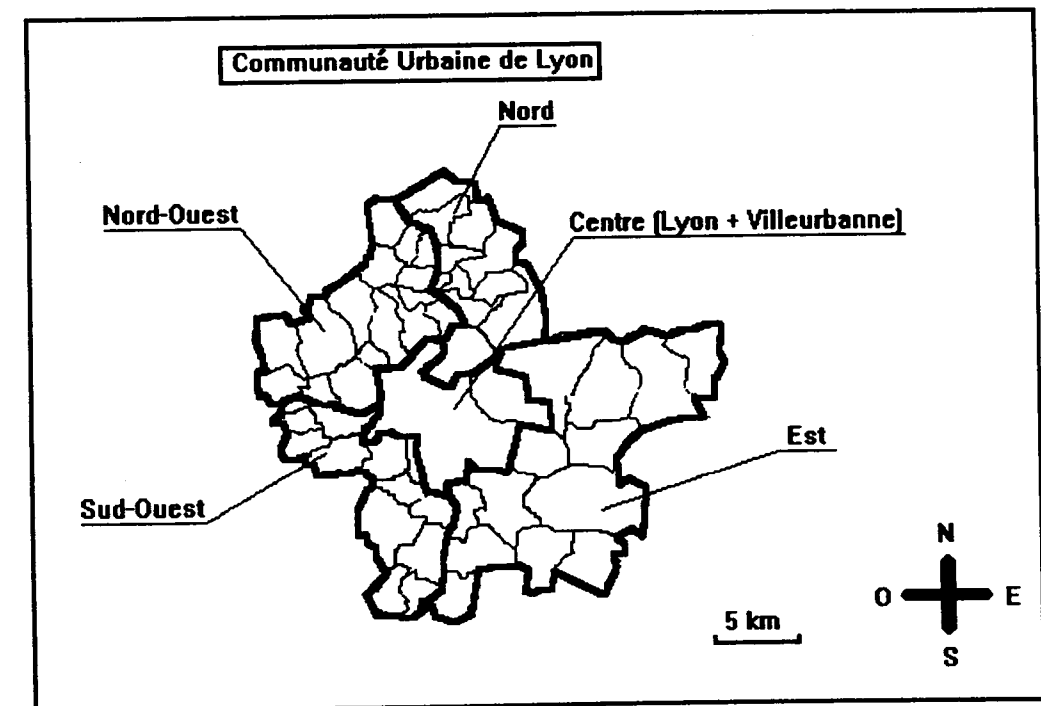 Communauté Urbaine de Lyon
Nord
Nord-Ouest
Centre (Lyon + Villeurbanne)
Est
Sud-Ouest
N
O
E
5 km
S